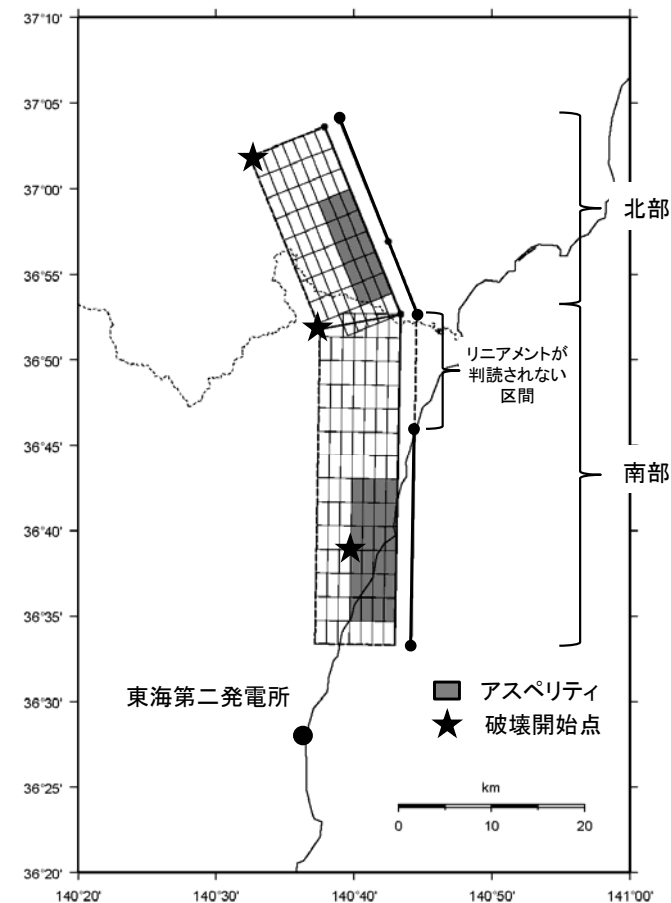 37°10'
37°05'
37°00'
36°55'
36°50'
36°45'
36°40'
36°35'
36°30'
36°25'
36°20'
140°20'
140°30'
140°40'
140°50'
141°00'
北部
リニアメントが
判読されない
区間
南部
アスペリティ
破壊開始点
東海第二発電所
km
0
10
20